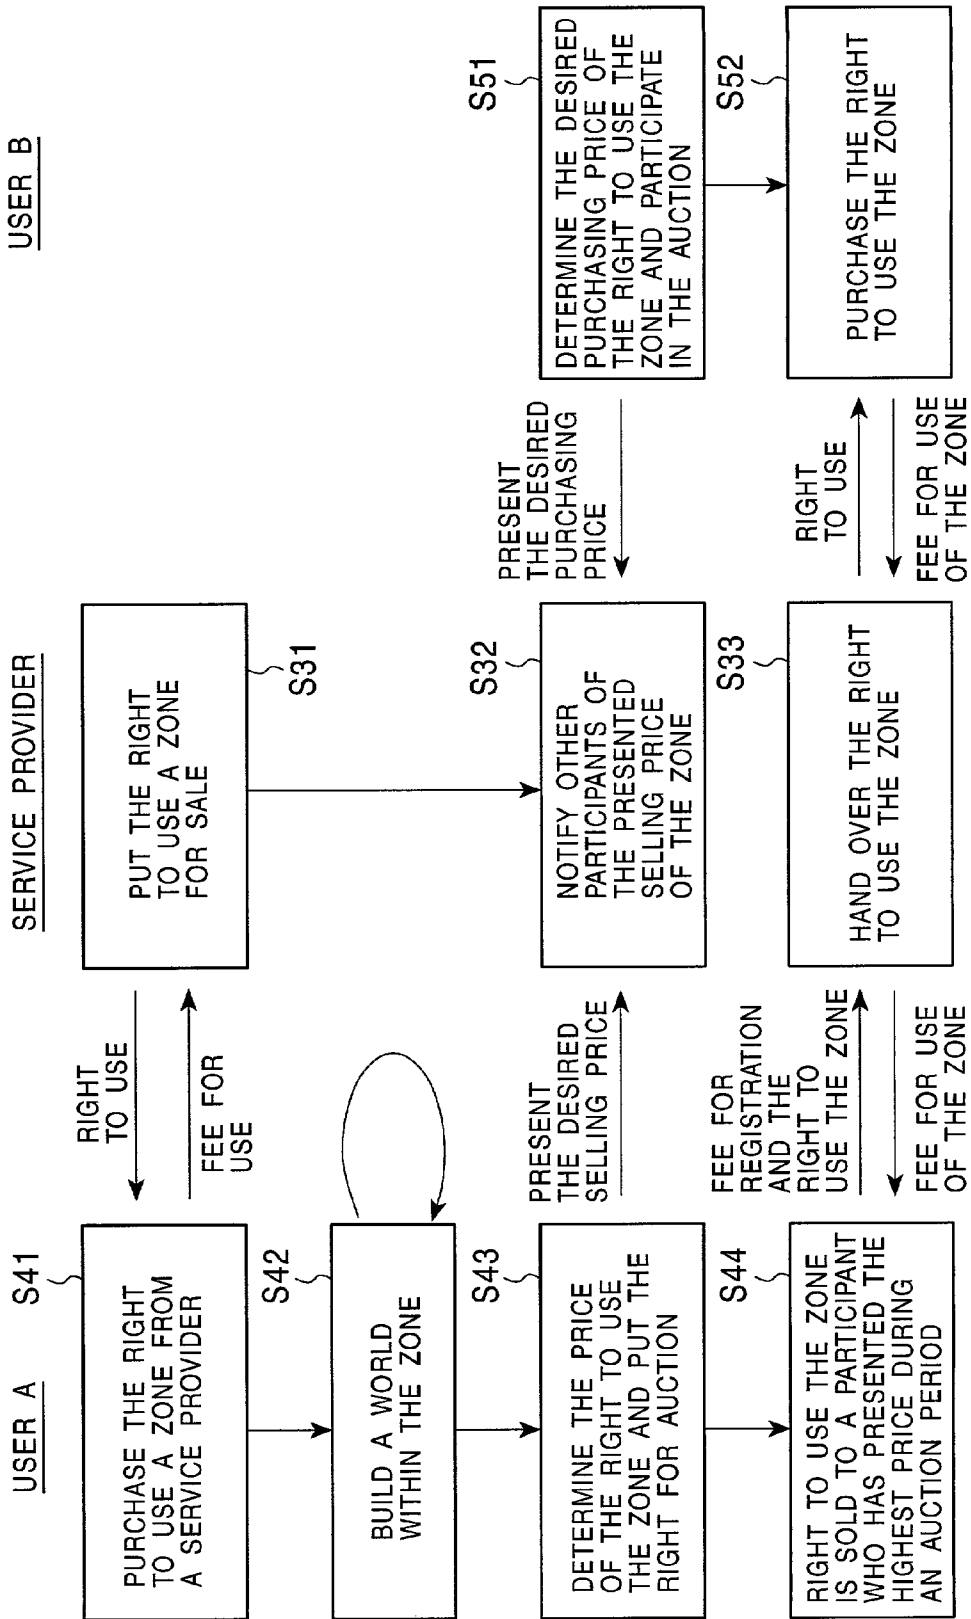 USER A
SERVICE PROVIDER
USER B
S41
PURCHASE THE RIGHT
TO USE A ZONE FROM
A SERVICE PROVIDER
RIGHT
TO USE
FEE FOR
USE
PUT THE RIGHT
TO USE A ZONE
FOR SALE
S31
S42
BUILD A WORLD
WITHIN THE ZONE
S43
DETERMINE THE PRICE
OF THE RIGHT TO USE
THE ZONE AND PUT THE
RIGHT FOR AUCTION
PRESENT
THE DESIRED
SELLING PRICE
S32
NOTIFY OTHER
PARTICIPANTS OF
THE PRESENTED
SELLING PRICE
OF THE ZONE
PRESENT
THE DESIRED
PURCHASING
PRICE
S51
DETERMINE THE DESIRED
PURCHASING PRICE OF
THE RIGHT TO USE THE
ZONE AND PARTICIPATE
IN THE AUCTION
S44
RIGHT TO USE THE ZONE
IS SOLD TO A PARTICIPANT
WHO HAS PRESENTED THE
HIGHEST PRICE DURING
AN AUCTION PERIOD
FEE FOR
REGISTRATION
AND THE
RIGHT TO
USE THE ZONE
FEE FOR USE
OF THE ZONE
S33
HAND OVER THE RIGHT
TO USE THE ZONE
RIGHT
TO USE
FEE FOR USE
OF THE ZONE
S52
PURCHASE THE RIGHT
TO USE THE ZONE